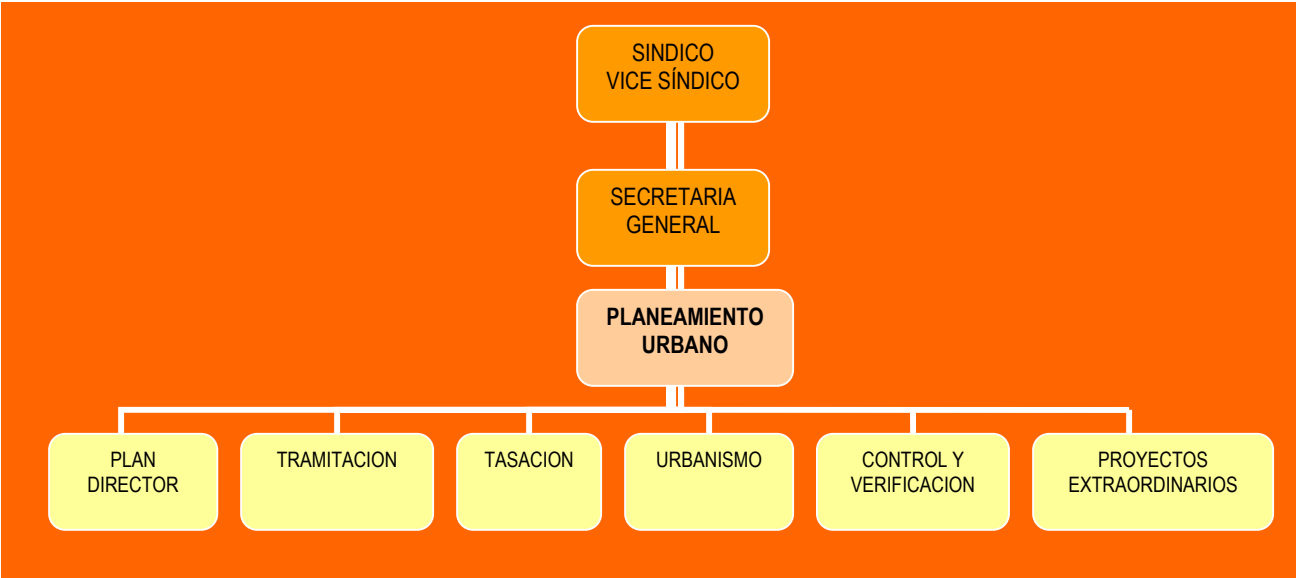 SINDICO
VICE SÍNDICO
SECRETARIA
GENERAL
PLANEAMIENTO
URBANO
PLAN
DIRECTOR
TRAMITACION
TASACION
URBANISMO
CONTROL Y
VERIFICACION
PROYECTOS
EXTRAORDINARIOS